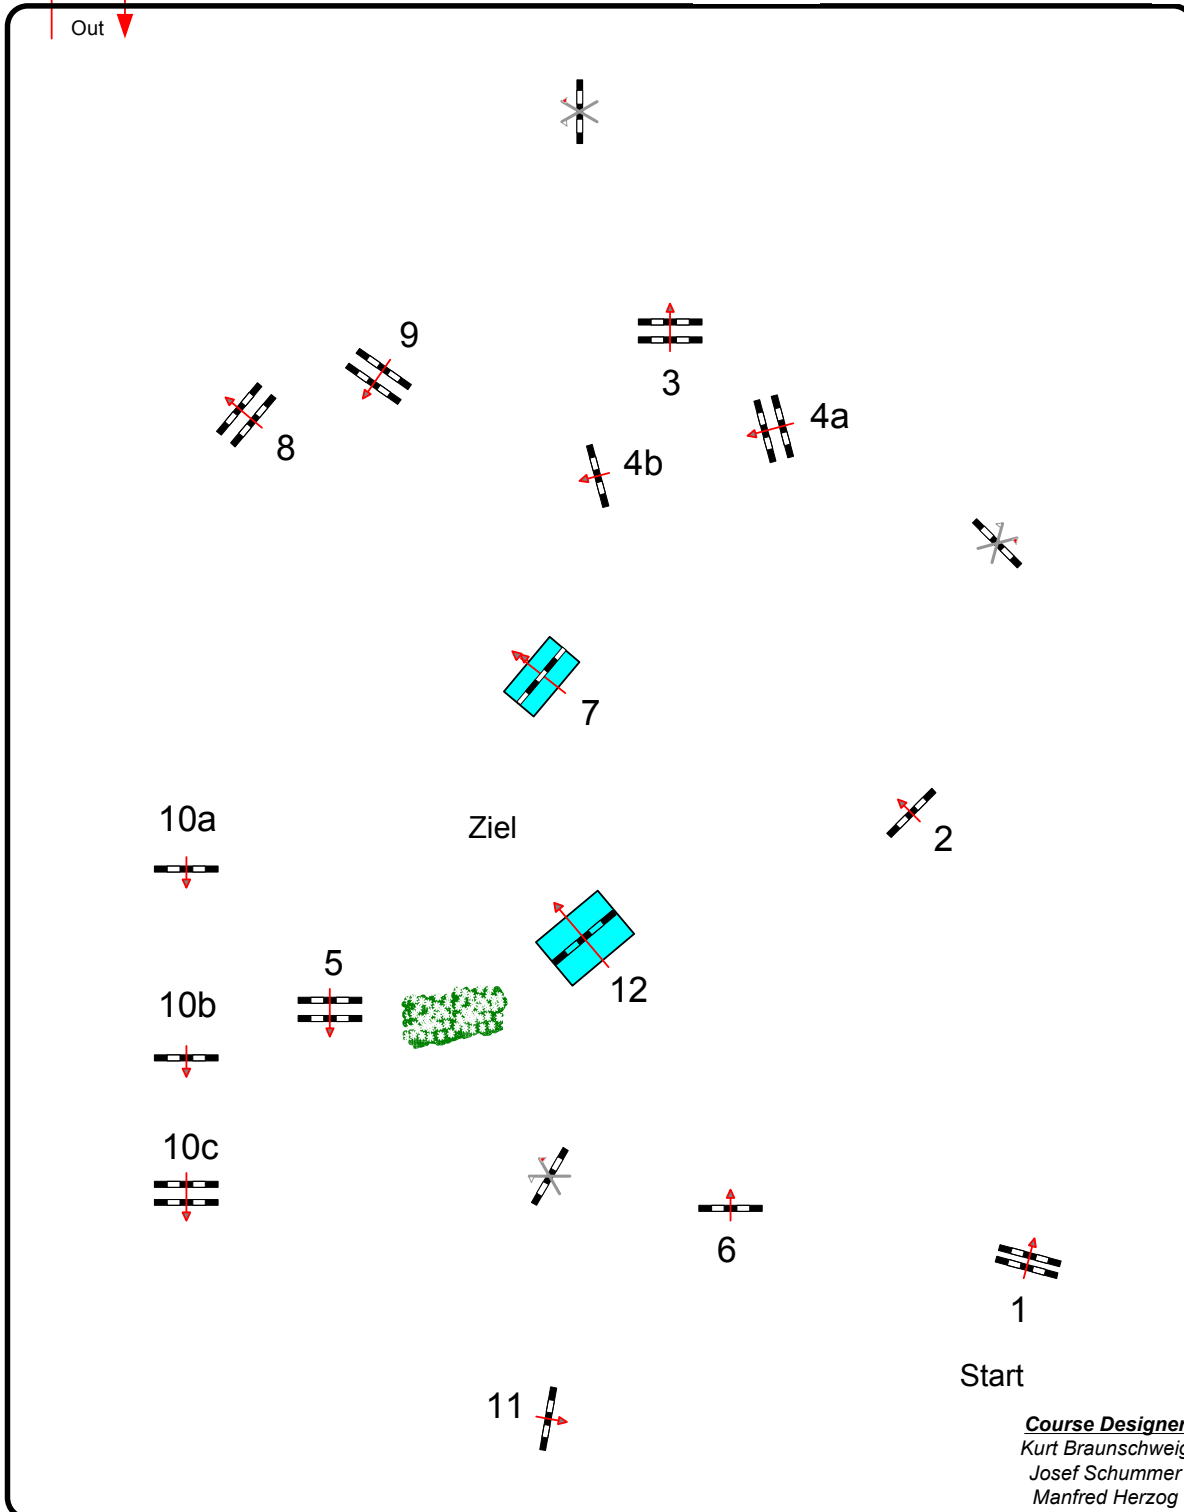 Out
9
3
4a
8
4b
7
10a
Ziel
2
5
12
10b
10c
6
1
Start
11
Course Designer
Kurt Braunschweig
Josef Schummer
Manfred Herzog